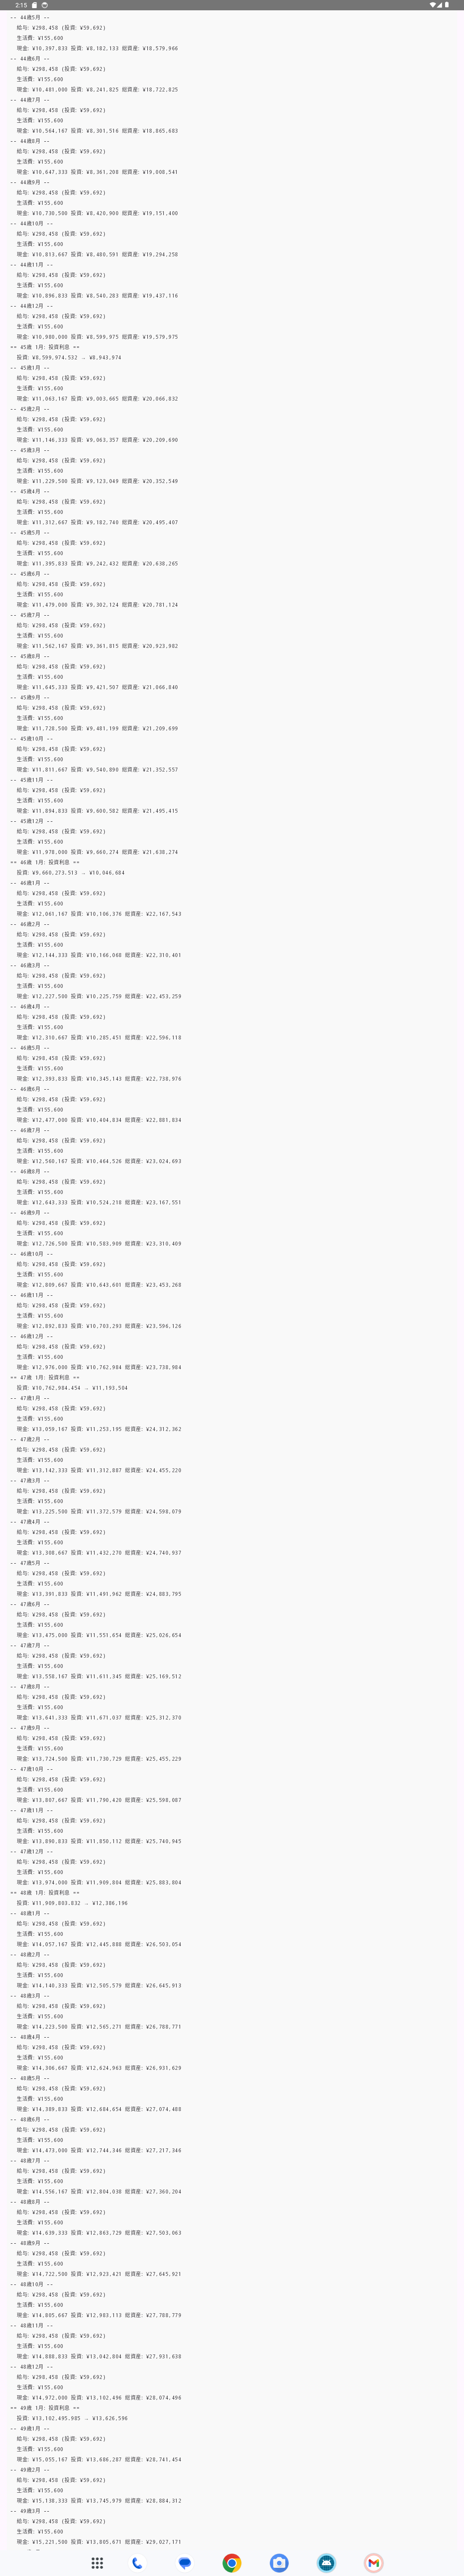 2:15
-- 44歳5月 --
給与: ¥298,458 (投資: ¥59,692)
生活費: ¥155,600
現金: ¥10,397,833 投資: ¥8,182,133 総資産: ¥18,579,966
-- 44歳6月 --
給与: ¥298,458 (投資: ¥59,692)
生活費: ¥155,600
現金: ¥10,481,000 投資: ¥8,241,825 総資産: ¥18,722,825
-- 44歳7月 --
給与: ¥298,458 (投資: ¥59,692)
生活費: ¥155,600
現金: ¥10,564,167 投資: ¥8,301,516 総資産: ¥18,865,683
-- 44歳8月 --
給与: ¥298,458 (投資: ¥59,692)
生活費: ¥155,600
現金: ¥10,647,333 投資: ¥8,361,208 総資産: ¥19,008,541
-- 44歳9月 --
給与: ¥298,458 (投資: ¥59,692)
生活費: ¥155,600
現金: ¥10,730,500 投資: ¥8,420,900 総資産: ¥19,151,400
-- 44歳10月 --
給与: ¥298,458 (投資: ¥59,692)
生活費: ¥155,600
現金: ¥10,813,667 投資: ¥8,480,591 総資産: ¥19,294,258
-- 44歳11月 --
給与: ¥298,458 (投資: ¥59,692)
生活費: ¥155,600
現金: ¥10,896,833 投資: ¥8,540,283 総資産: ¥19,437,116
-- 44歳12月 --
給与: ¥298,458 (投資: ¥59,692)
生活費: ¥155,600
現金: ¥10,980,000 投資: ¥8,599,975 総資産: ¥19,579,975
== 45歳 1月: 投資利息 ==
投資: ¥8,599,974.532 → ¥8,943,974
-- 45歳1月 --
給与: ¥298,458 (投資: ¥59,692)
生活費: ¥155,600
現金: ¥11,063,167 投資: ¥9,003,665 総資産: ¥20,066,832
-- 45歳2月 --
給与: ¥298,458 (投資: ¥59,692)
生活費: ¥155,600
現金: ¥11,146,333 投資: ¥9,063,357 総資産: ¥20,209,690
-- 45歳3月 --
給与: ¥298,458 (投資: ¥59,692)
生活費: ¥155,600
現金: ¥11,229,500 投資: ¥9,123,049 総資産: ¥20,352,549
-- 45歳4月 --
給与: ¥298,458 (投資: ¥59,692)
生活費: ¥155,600
現金: ¥11,312,667 投資: ¥9,182,740 総資産: ¥20,495,407
-- 45歳5月 --
給与: ¥298,458 (投資: ¥59,692)
生活費: ¥155,600
現金: ¥11,395,833 投資: ¥9,242,432 総資産: ¥20,638,265
-- 45歳6月 --
給与: ¥298,458 (投資: ¥59,692)
生活費: ¥155,600
現金: ¥11,479,000 投資: ¥9,302,124 総資産: ¥20,781,124
-- 45歳7月 --
給与: ¥298,458 (投資: ¥59,692)
生活費: ¥155,600
現金: ¥11,562,167 投資: ¥9,361,815 総資産: ¥20,923,982
-- 45歳8月 --
給与: ¥298,458 (投資: ¥59,692)
生活費: ¥155,600
現金: ¥11,645,333 投資: ¥9,421,507 総資産: ¥21,066,840
-- 45歳9月 --
給与: ¥298,458 (投資: ¥59,692)
生活費: ¥155,600
現金: ¥11,728,500 投資: ¥9,481,199 総資産: ¥21,209,699
-- 45歳10月 --
給与: ¥298,458 (投資: ¥59,692)
生活費: ¥155,600
現金: ¥11,811,667 投資: ¥9,540,890 総資産: ¥21,352,557
-- 45歳11月 --
給与: ¥298,458 (投資: ¥59,692)
生活費: ¥155,600
現金: ¥11,894,833 投資: ¥9,600,582 総資産: ¥21,495,415
-- 45歳12月 --
給与: ¥298,458 (投資: ¥59,692)
生活費: ¥155,600
現金: ¥11,978,000 投資: ¥9,660,274 総資産: ¥21,638,274
== 46歳 1月: 投資利息 ==
投資: ¥9,660,273.513 → ¥10,046,684
-- 46歳1月 --
給与: ¥298,458 (投資: ¥59,692)
生活費: ¥155,600
現金: ¥12,061,167 投資: ¥10,106,376 総資産: ¥22,167,543
-- 46歳2月 --
給与: ¥298,458 (投資: ¥59,692)
生活費: ¥155,600
現金: ¥12,144,333 投資: ¥10,166,068 総資産: ¥22,310,401
-- 46歳3月 --
給与: ¥298,458 (投資: ¥59,692)
生活費: ¥155,600
現金: ¥12,227,500 投資: ¥10,225,759 総資産: ¥22,453,259
-- 46歳4月 --
給与: ¥298,458 (投資: ¥59,692)
生活費: ¥155,600
現金: ¥12,310,667 投資: ¥10,285,451 総資産: ¥22,596,118
-- 46歳5月 --
給与: ¥298,458 (投資: ¥59,692)
生活費: ¥155,600
現金: ¥12,393,833 投資: ¥10,345,143 総資産: ¥22,738,976
-- 46歳6月 --
給与: ¥298,458 (投資: ¥59,692)
生活費: ¥155,600
現金: ¥12,477,000 投資: ¥10,404,834 総資産: ¥22,881,834
-- 46歳7月 --
給与: ¥298,458 (投資: ¥59,692)
生活費: ¥155,600
現金: ¥12,560,167 投資: ¥10,464,526 総資産: ¥23,024,693
-- 46歳8月 --
給与: ¥298,458 (投資: ¥59,692)
生活費: ¥155,600
現金: ¥12,643,333 投資: ¥10,524,218 総資産: ¥23,167,551
-- 46歳9月 --
給与: ¥298,458 (投資: ¥59,692)
生活費: ¥155,600
現金: ¥12,726,500 投資: ¥10,583,909 総資産: ¥23,310,409
-- 46歳10月 --
給与: ¥298,458 (投資: ¥59,692)
生活費: ¥155,600
現金: ¥12,809,667 投資: ¥10,643,601 総資産: ¥23,453,268
-- 46歳11月 --
給与: ¥298,458 (投資: ¥59,692)
生活費: ¥155,600
現金: ¥12,892,833 投資: ¥10,703,293 総資産: ¥23,596,126
-- 46歳12月 --
給与: ¥298,458 (投資: ¥59,692)
生活費: ¥155,600
現金: ¥12,976,000 投資: ¥10,762,984 総資産: ¥23,738,984
== 47歳 1月: 投資利息 ==
投資: ¥10,762,984.454 → ¥11,193,504
-- 47歳1月 --
給与: ¥298,458 (投資: ¥59,692)
生活費: ¥155,600
現金: ¥13,059,167 投資: ¥11,253,195 総資産: ¥24,312,362
-- 47歳2月 --
給与: ¥298,458 (投資: ¥59,692)
生活費: ¥155,600
現金: ¥13,142,333 投資: ¥11,312,887 総資産: ¥24,455,220
-- 47歳3月 --
給与: ¥298,458 (投資: ¥59,692)
生活費: ¥155,600
現金: ¥13,225,500 投資: ¥11,372,579 総資産: ¥24,598,079
-- 47歳4月 --
給与: ¥298,458 (投資: ¥59,692)
生活費: ¥155,600
現金: ¥13,308,667 投資: ¥11,432,270 総資産: ¥24,740,937
-- 47歳5月 --
給与: ¥298,458 (投資: ¥59,692)
生活費: ¥155,600
現金: ¥13,391,833 投資: ¥11,491,962 総資産: ¥24,883,795
-- 47歳6月 --
給与: ¥298,458 (投資: ¥59,692)
生活費: ¥155,600
現金: ¥13,475,000 投資: ¥11,551,654 総資産: ¥25,026,654
-- 47歳7月 --
給与: ¥298,458 (投資: ¥59,692)
生活費: ¥155,600
現金: ¥13,558,167 投資: ¥11,611,345 総資産: ¥25,169,512
-- 47歳8月 --
給与: ¥298,458 (投資: ¥59,692)
生活費: ¥155,600
現金: ¥13,641,333 投資: ¥11,671,037 総資産: ¥25,312,370
-- 47歳9月 --
給与: ¥298,458 (投資: ¥59,692)
生活費: ¥155,600
現金: ¥13,724,500 投資: ¥11,730,729 総資産: ¥25,455,229
-- 47歳10月 --
給与: ¥298,458 (投資: ¥59,692)
生活費: ¥155,600
現金: ¥13,807,667 投資: ¥11,790,420 総資産: ¥25,598,087
-- 47歳11月 --
給与: ¥298,458 (投資: ¥59,692)
生活費: ¥155,600
現金: ¥13,890,833 投資: ¥11,850,112 総資産: ¥25,740,945
-- 47歳12月 --
給与: ¥298,458 (投資: ¥59,692)
生活費: ¥155,600
現金: ¥13,974,000 投資: ¥11,909,804 総資産: ¥25,883,804
== 48歳 1月: 投資利息 ==
投資: ¥11,909,803.832 → ¥12,386,196
-- 48歳1月 --
給与: ¥298,458 (投資: ¥59,692)
生活費: ¥155,600
現金: ¥14,057,167 投資: ¥12,445,888 総資産: ¥26,503,054
-- 48歳2月 --
給与: ¥298,458 (投資: ¥59,692)
生活費: ¥155,600
現金: ¥14,140,333 投資: ¥12,505,579 総資産: ¥26,645,913
-- 48歳3月 --
給与: ¥298,458 (投資: ¥59,692)
生活費: ¥155,600
現金: ¥14,223,500 投資: ¥12,565,271 総資産: ¥26,788,771
-- 48歳4月 --
給与: ¥298,458 (投資: ¥59,692)
生活費: ¥155,600
現金: ¥14,306,667 投資: ¥12,624,963 総資産: ¥26,931,629
-- 48歳5月 --
給与: ¥298,458 (投資: ¥59,692)
生活費: ¥155,600
現金: ¥14,389,833 投資: ¥12,684,654 総資産: ¥27,074,488
-- 48歳6月 --
給与: ¥298,458 (投資: ¥59,692)
生活費: ¥155,600
現金: ¥14,473,000 投資: ¥12,744,346 総資産: ¥27,217,346
-- 48歳7月 --
給与: ¥298,458 (投資: ¥59,692)
生活費: ¥155,600
現金: ¥14,556,167 投資: ¥12,804,038 総資産: ¥27,360,204
-- 48歳8月 --
給与: ¥298,458 (投資: ¥59,692)
生活費: ¥155,600
現金: ¥14,639,333 投資: ¥12,863,729 総資産: ¥27,503,063
-- 48歳9月 --
給与: ¥298,458 (投資: ¥59,692)
生活費: ¥155,600
現金: ¥14,722,500 投資: ¥12,923,421 総資産: ¥27,645,921
-- 48歳10月 --
給与: ¥298,458 (投資: ¥59,692)
生活費: ¥155,600
現金: ¥14,805,667 投資: ¥12,983,113 総資産: ¥27,788,779
-- 48歳11月 --
給与: ¥298,458 (投資: ¥59,692)
生活費: ¥155,600
現金: ¥14,888,833 投資: ¥13,042,804 総資産: ¥27,931,638
-- 48歳12月 --
給与: ¥298,458 (投資: ¥59,692)
生活費: ¥155,600
現金: ¥14,972,000 投資: ¥13,102,496 総資産: ¥28,074,496
== 49歳 1月: 投資利息 ==
投資: ¥13,102,495.985 → ¥13,626,596
-- 49歳1月 --
給与: ¥298,458 (投資: ¥59,692)
生活費: ¥155,600
現金: ¥15,055,167 投資: ¥13,686,287 総資産: ¥28,741,454
-- 49歳2月 --
給与: ¥298,458 (投資: ¥59,692)
生活費: ¥155,600
現金: ¥15,138,333 投資: ¥13,745,979 総資産: ¥28,884,312
-- 49歳3月 --
給与: ¥298,458 (投資: ¥59,692)
生活費: ¥155,600
現金: ¥15,221,500 投資: ¥13,805,671 総資産: ¥29,027,171